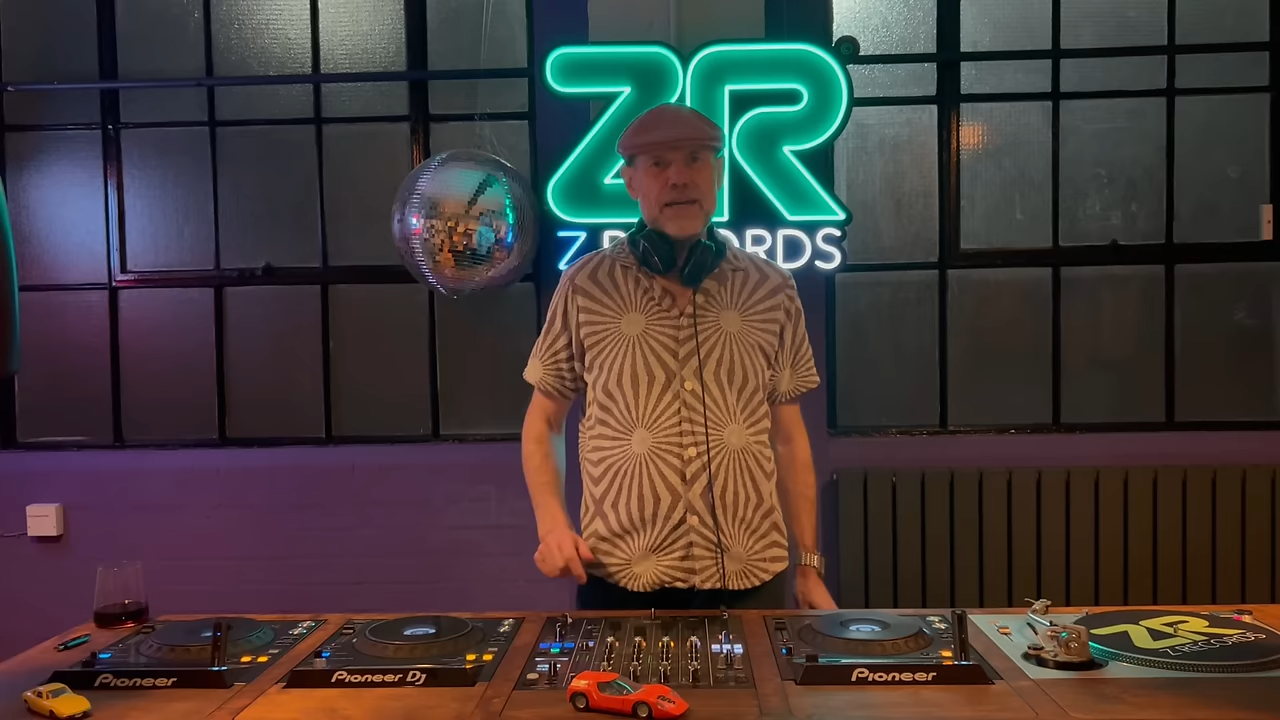 ZR
Z RECORDS
Pioneer
Pioneer DJ
Pioneer
ZR
Z RECORDS